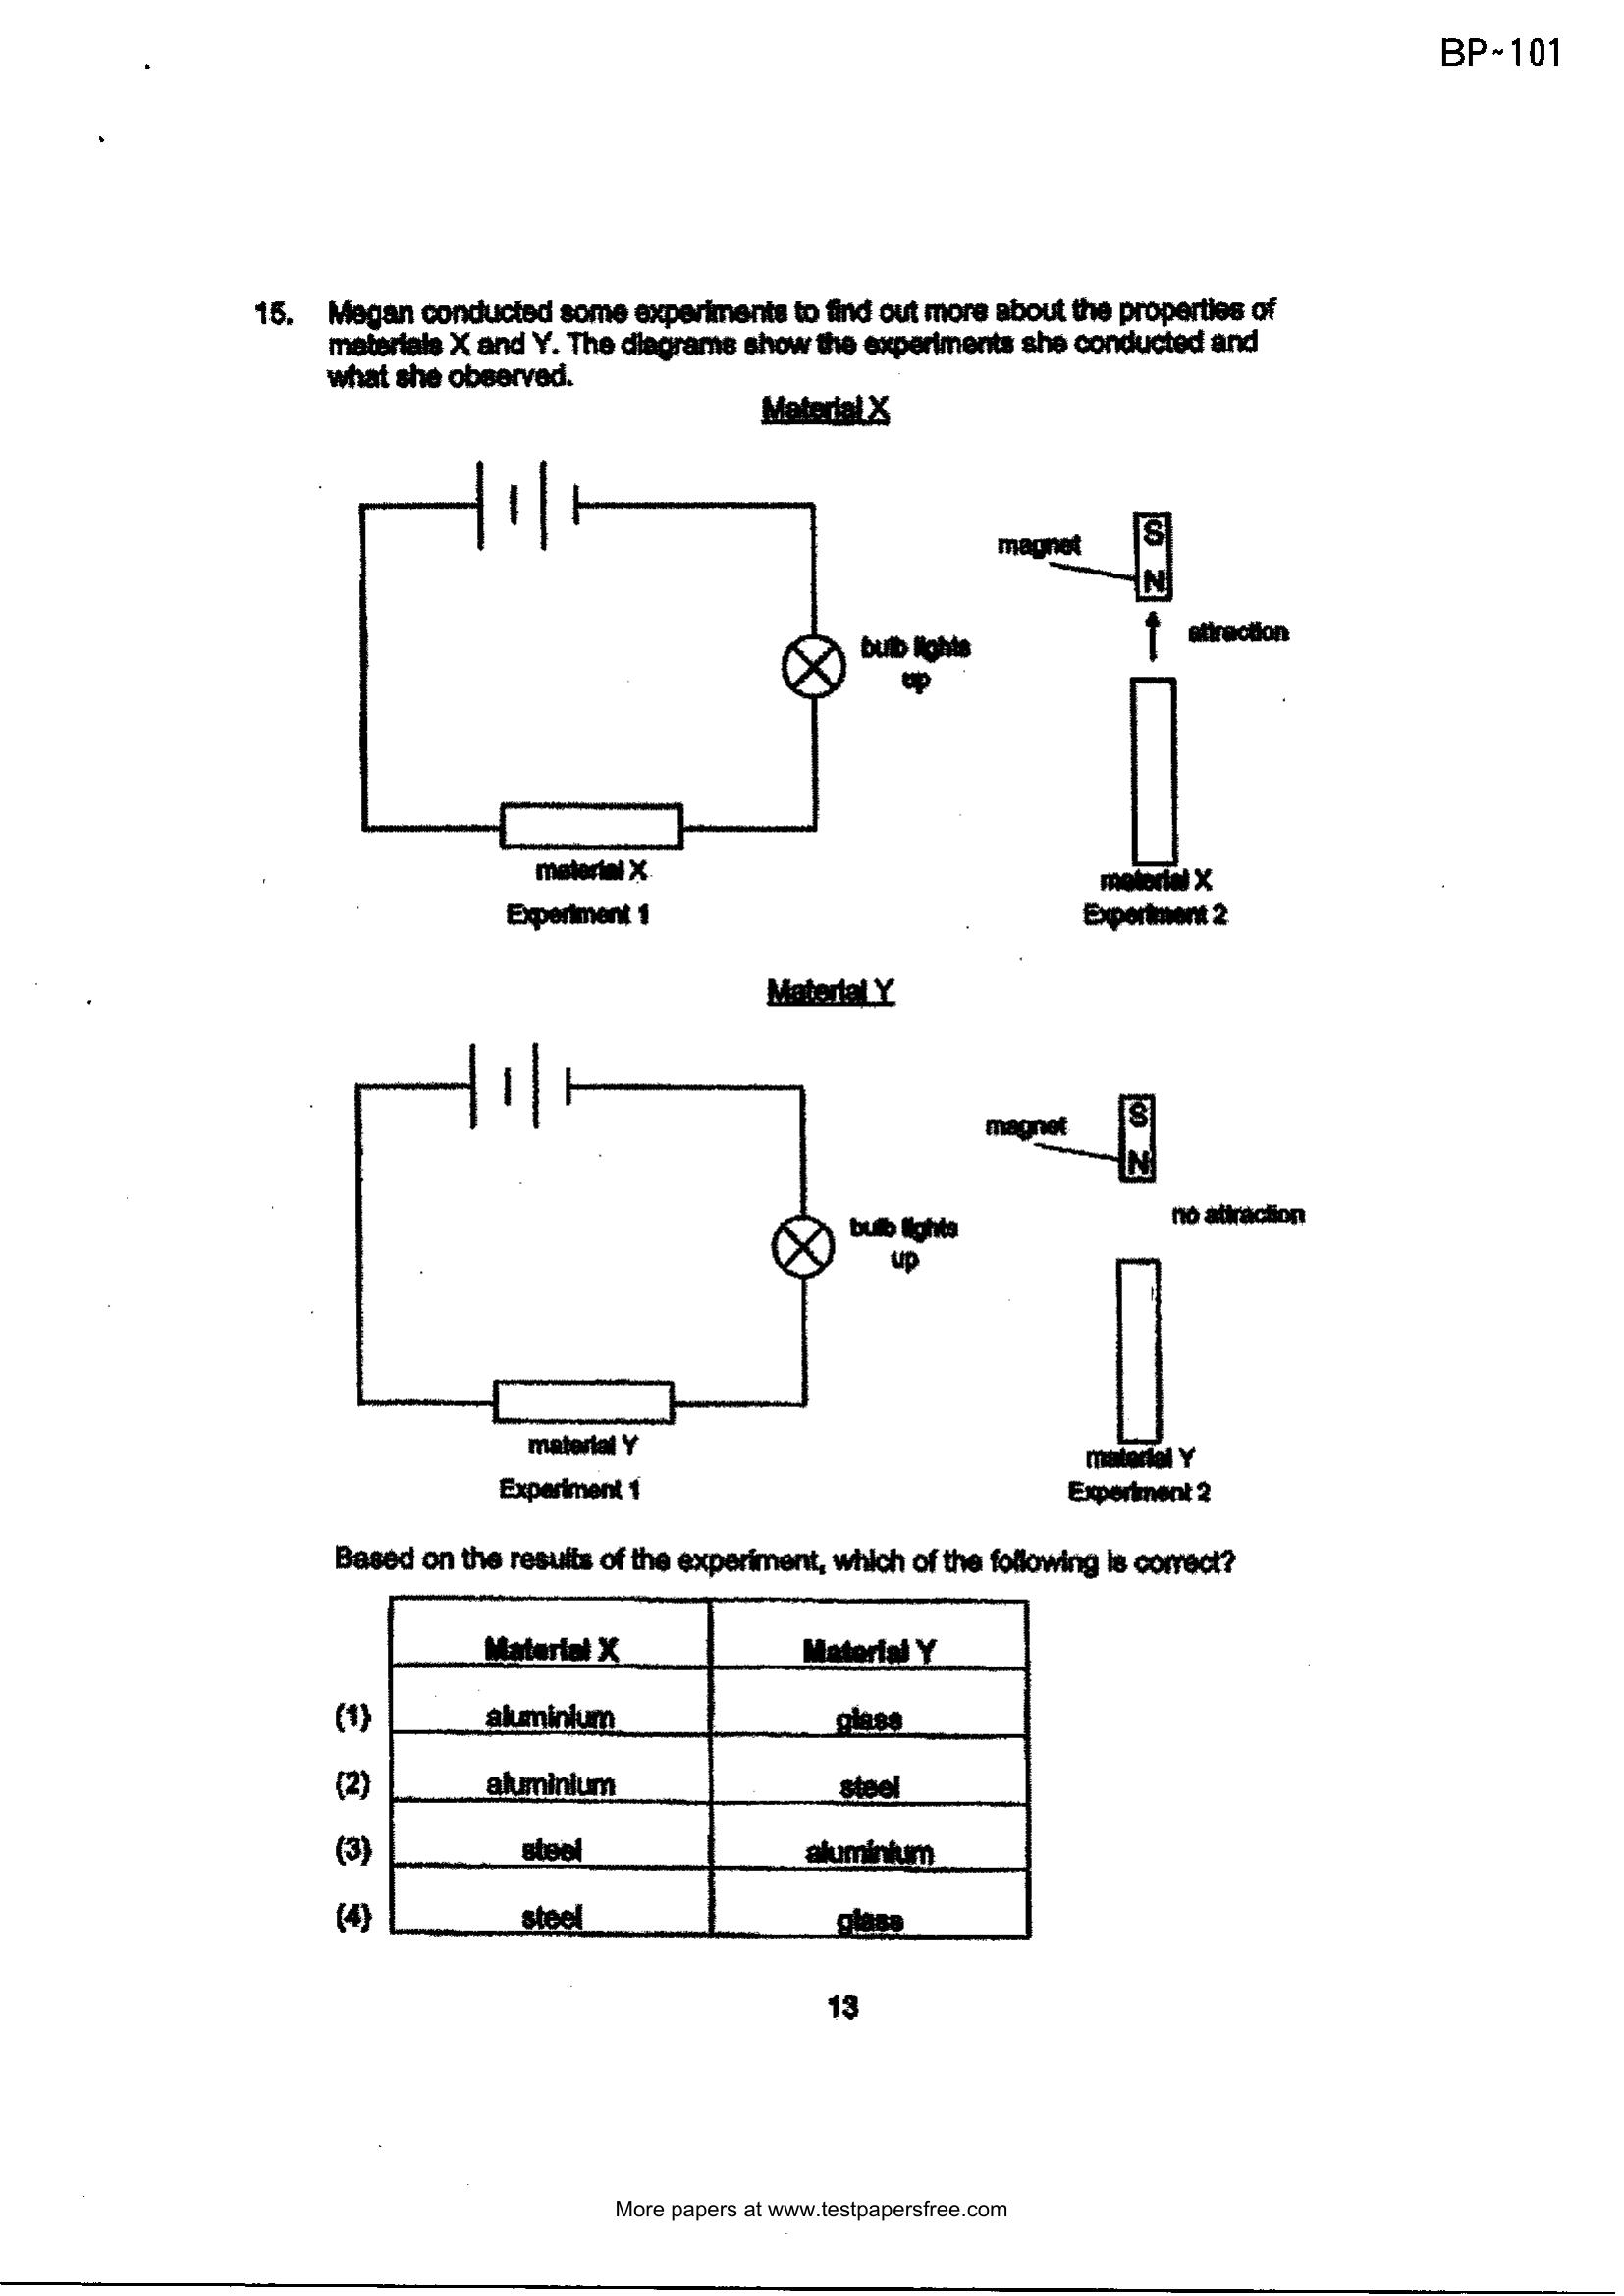 BP~101
15. Megan conducted some experiments to find out more about the properties of
materials X and Y. The diagrams show the experiments she conducted and
what she observed.
Material X
magnet
S
N
attraction
bulb lights
up
material X
Experiment 1
material X
Experiment 2
Material Y
magnet
S
N
no attraction
bulb lights
up
material Y
Experiment 1
material Y
Experiment 2
Based on the results of the experiment, which of the following is correct?
Material X Material Y
(1) aluminium glass
(2) aluminium steel
(3) steel aluminium
(4) steel glass
13
More papers at www.testpapersfree.com